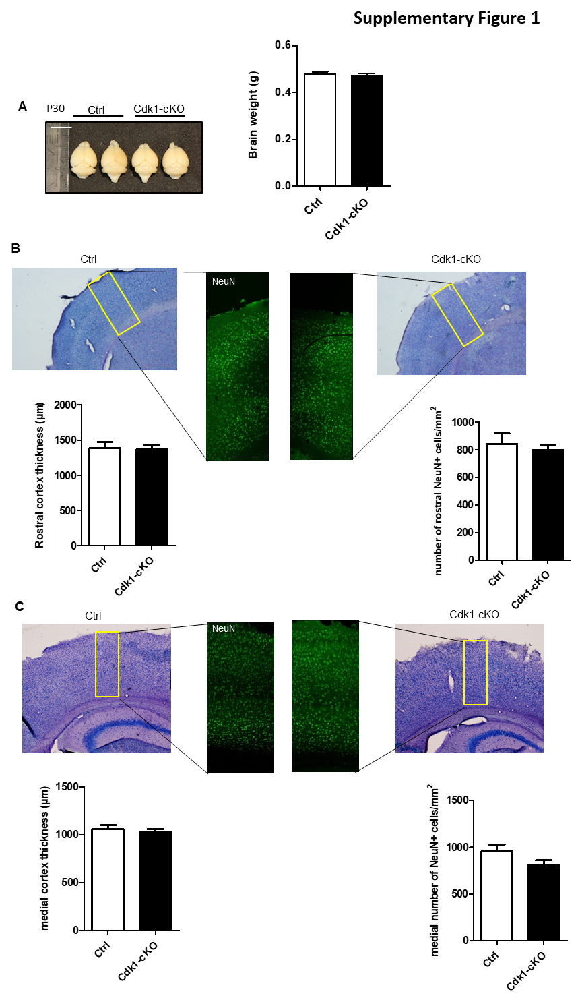 Supplementary Figure 1
A
P30
Ctrl
Cdk1-cKO
Brain weight (g)
0.6
0.4
0.2
0.0
Ctrl
Cdk1-cKO
B
Ctrl
Cdk1-cKO
NeuN
Rostral cortex thickness (µm)
2000
1500
1000
500
0
Ctrl
Cdk1-cKO
number of rostral NeuN+ cells/mm²
1000
800
600
400
200
0
Ctrl
Cdk1-cKO
C
Ctrl
Cdk1-cKO
NeuN
medial cortex thickness (µm)
1500
1000
500
0
Ctrl
Cdk1-cKO
medial number of NeuN+ cells/mm²
1500
1000
500
0
Ctrl
Cdk1-cKO